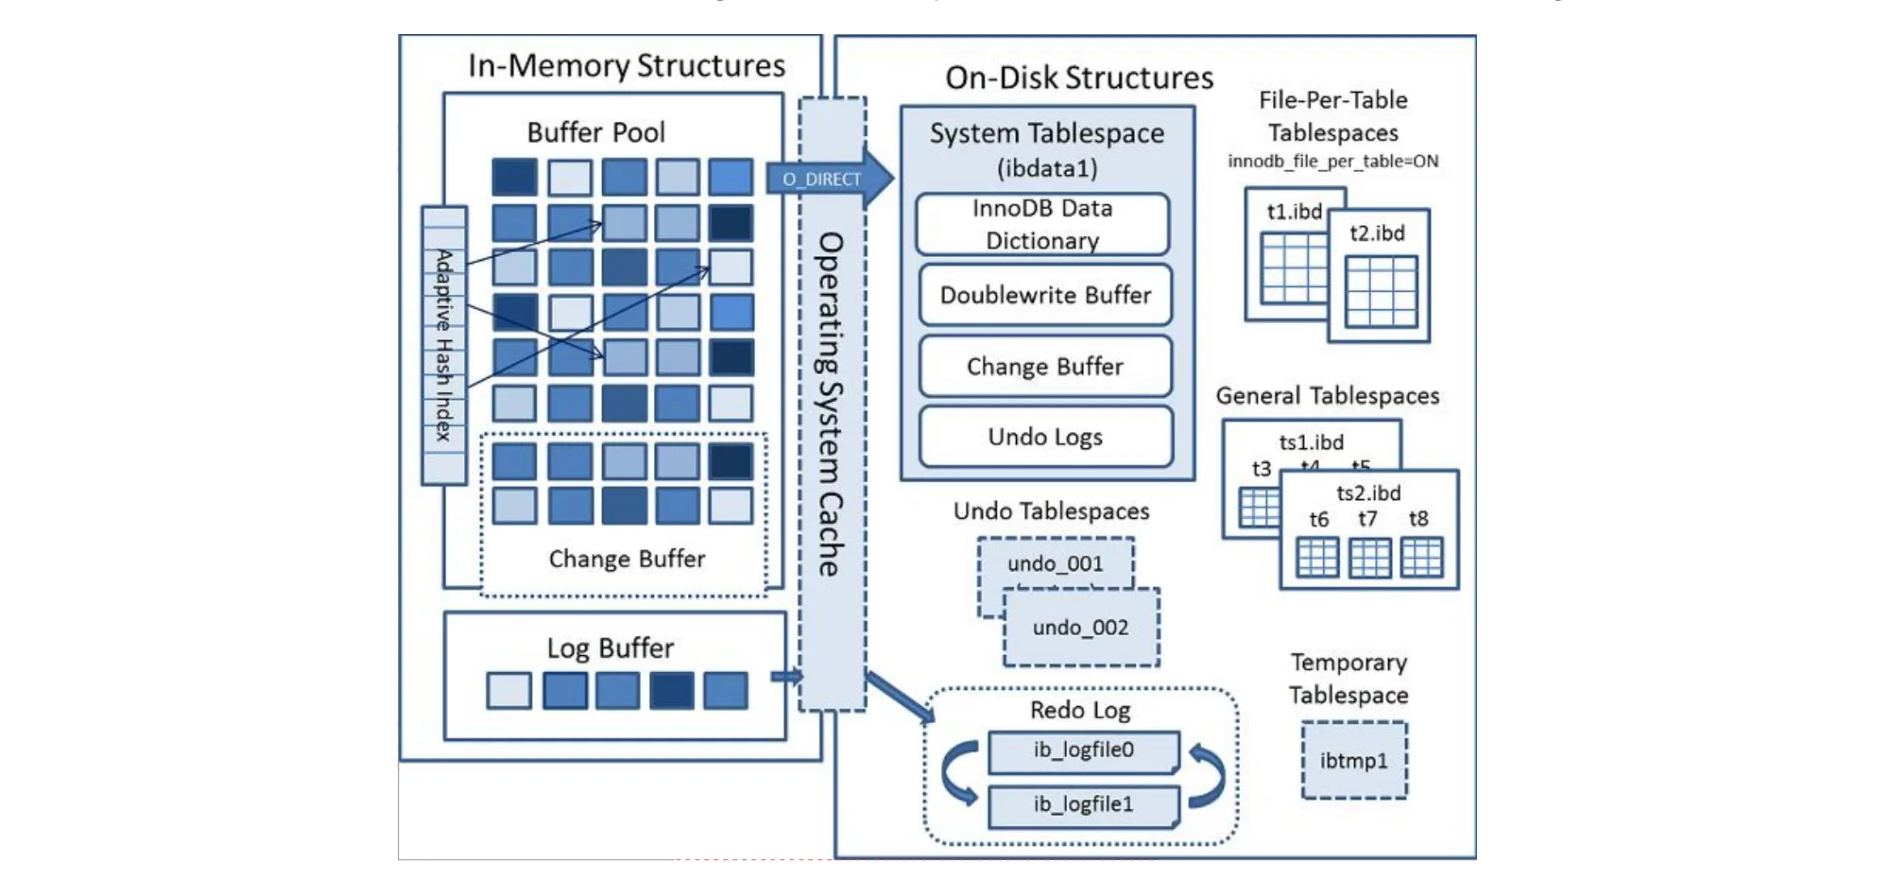 In-Memory Structures
Buffer Pool
Adaptive Hash Index
Change Buffer
Log Buffer
O_DIRECT
Operating System Cache
On-Disk Structures
System Tablespace
(ibdata1)
InnoDB Data
Dictionary
Doublewrite Buffer
Change Buffer
Undo Logs
Undo Tablespaces
undo_001
undo_002
Redo Log
ib_logfile0
ib_logfile1
File-Per-Table
Tablespaces
innodb_file_per_table=ON
t1.ibd
t2.ibd
General Tablespaces
ts1.ibd
t3 t4 t5
ts2.ibd
t6 t7 t8
Temporary
Tablespace
ibtmp1